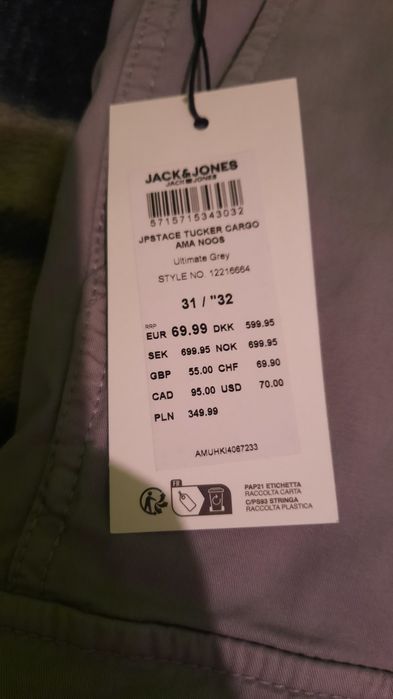 JACK&JONES
JACK & JONES
5715715343032
JPSTACE TUCKER CARGO
AMA NOOS
Ultimate Grey
STYLE NO. 12216664
31 / "32
RRP
EUR 69.99 DKK 599.95
SEK 699.95 NOK 699.95
GBP 55.00 CHF 69.90
CAD 95.00 USD 70.00
PLN 349.99
AMUHKI4067233
FR
PAP21 ETICHETTA
RACCOLTA CARTA
C/PS93 STRINGA
RACCOLTA PLASTICA